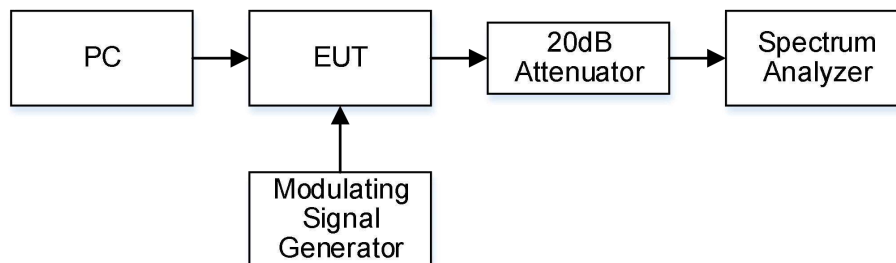 PC
EUT
20dB
Attenuator
Spectrum
Analyzer
Modulating
Signal
Generator